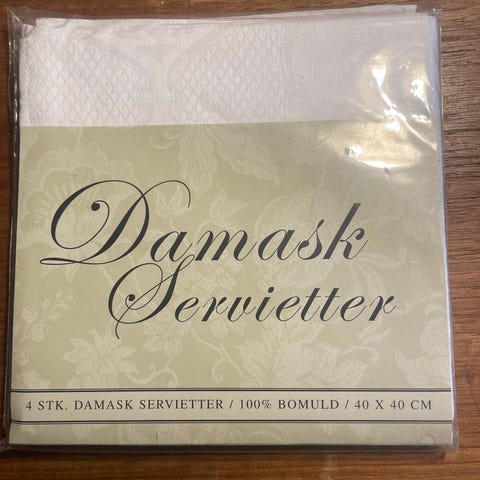 Damask
Servietter
4 STK. DAMASK SERVIETTER / 100% BOMULD / 40 X 40 CM